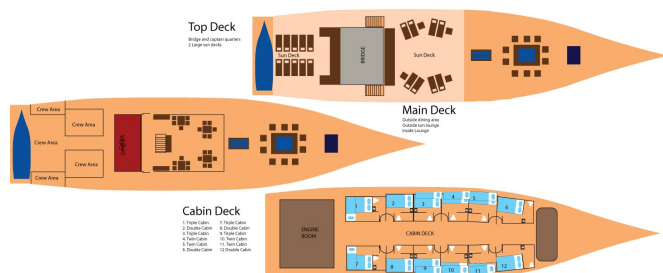 Top Deck
Bridge and captain quarters
2 Large sun decks
Sun Deck
BRIDGE
Sun Deck
Main Deck
Outside dining area
Outside sun lounge
Inside Lounge
Crew Area
Crew Area
Crew Area
Crew Area
Crew Area
Cabin Deck
1. Triple Cabin 7. Triple Cabin
2. Double Cabin 8. Double Cabin
3. Triple Cabin 9. Triple Cabin
4. Twin Cabin 10. Twin Cabin
5. Twin Cabin 11. Twin Cabin
6. Double Cabin 12 Double Cabin
ENGINE
ROOM
CABIN DECK
1
2
3
4
5
6
7
8
9
10
11
12